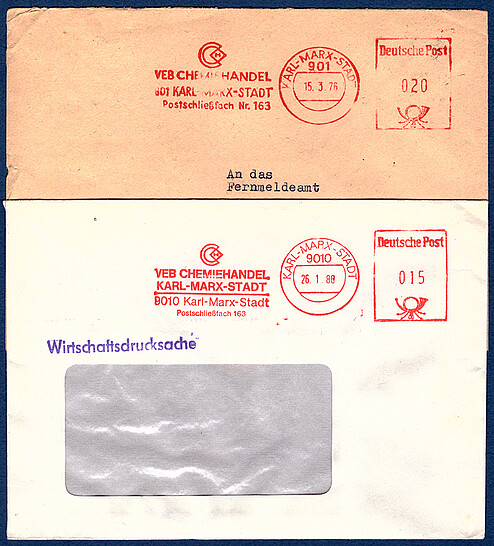 VEB CHEMIEHANDEL
901 KARL-MARX-STADT
Postschließfach Nr. 163
KARL-MARX-STADT
901
15. 3. 76
Deutsche Post
020
An das
Fernmeldeamt
VEB CHEMIEHANDEL
KARL-MARX-STADT
9010 Karl-Marx-Stadt
Postschließfach 163
KARL-MARX-STADT
9010
26. 1. 88
Deutsche Post
015
Wirtschaftsdrucksache